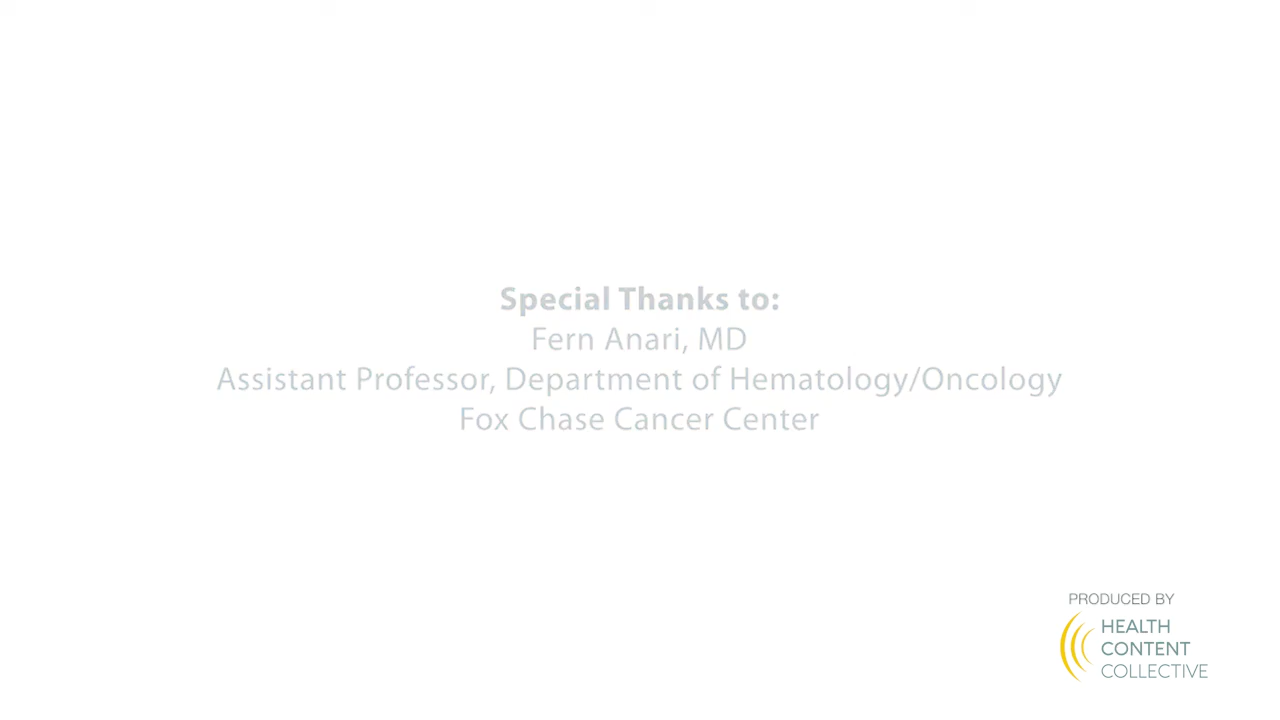 Special Thanks to:
Fern Anari, MD
Assistant Professor, Department of Hematology/Oncology
Fox Chase Cancer Center
PRODUCED BY
HEALTH
CONTENT
COLLECTIVE